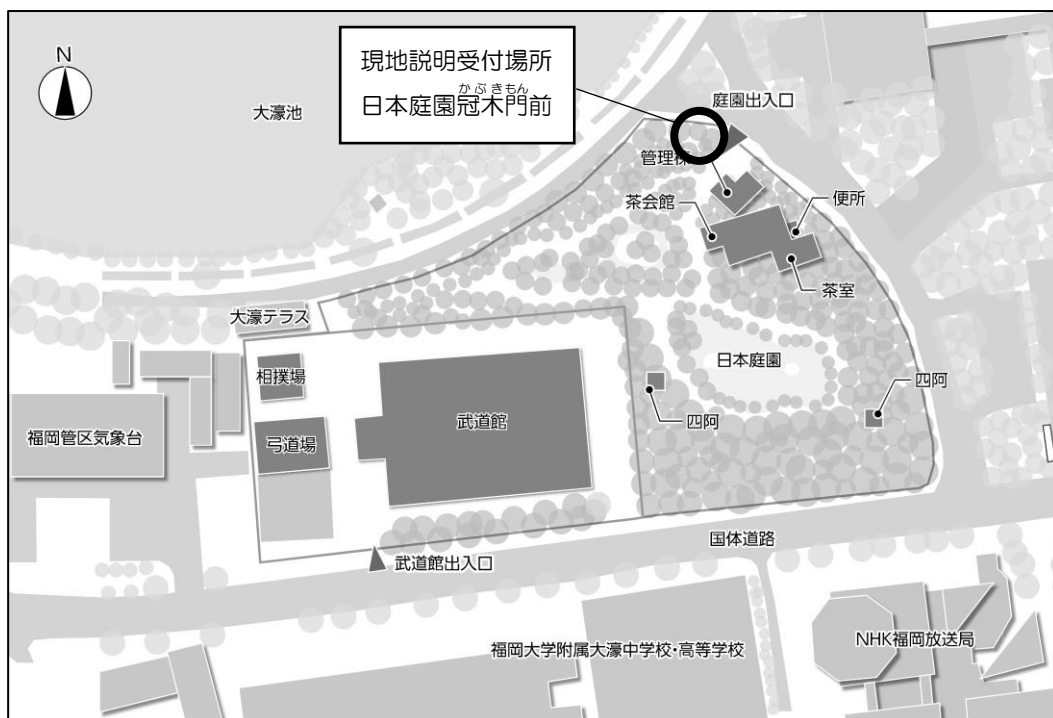 N
現地説明受付場所
かぶきもん
日本庭園冠木門前
大濠池
庭園出入口
管理棟
茶会館
便所
茶室
大濠テラス
相撲場
日本庭園
四阿
武道館
四阿
福岡管区気象台
弓道場
国体道路
武道館出入口
福岡大学附属大濠中学校・高等学校
NHK福岡放送局